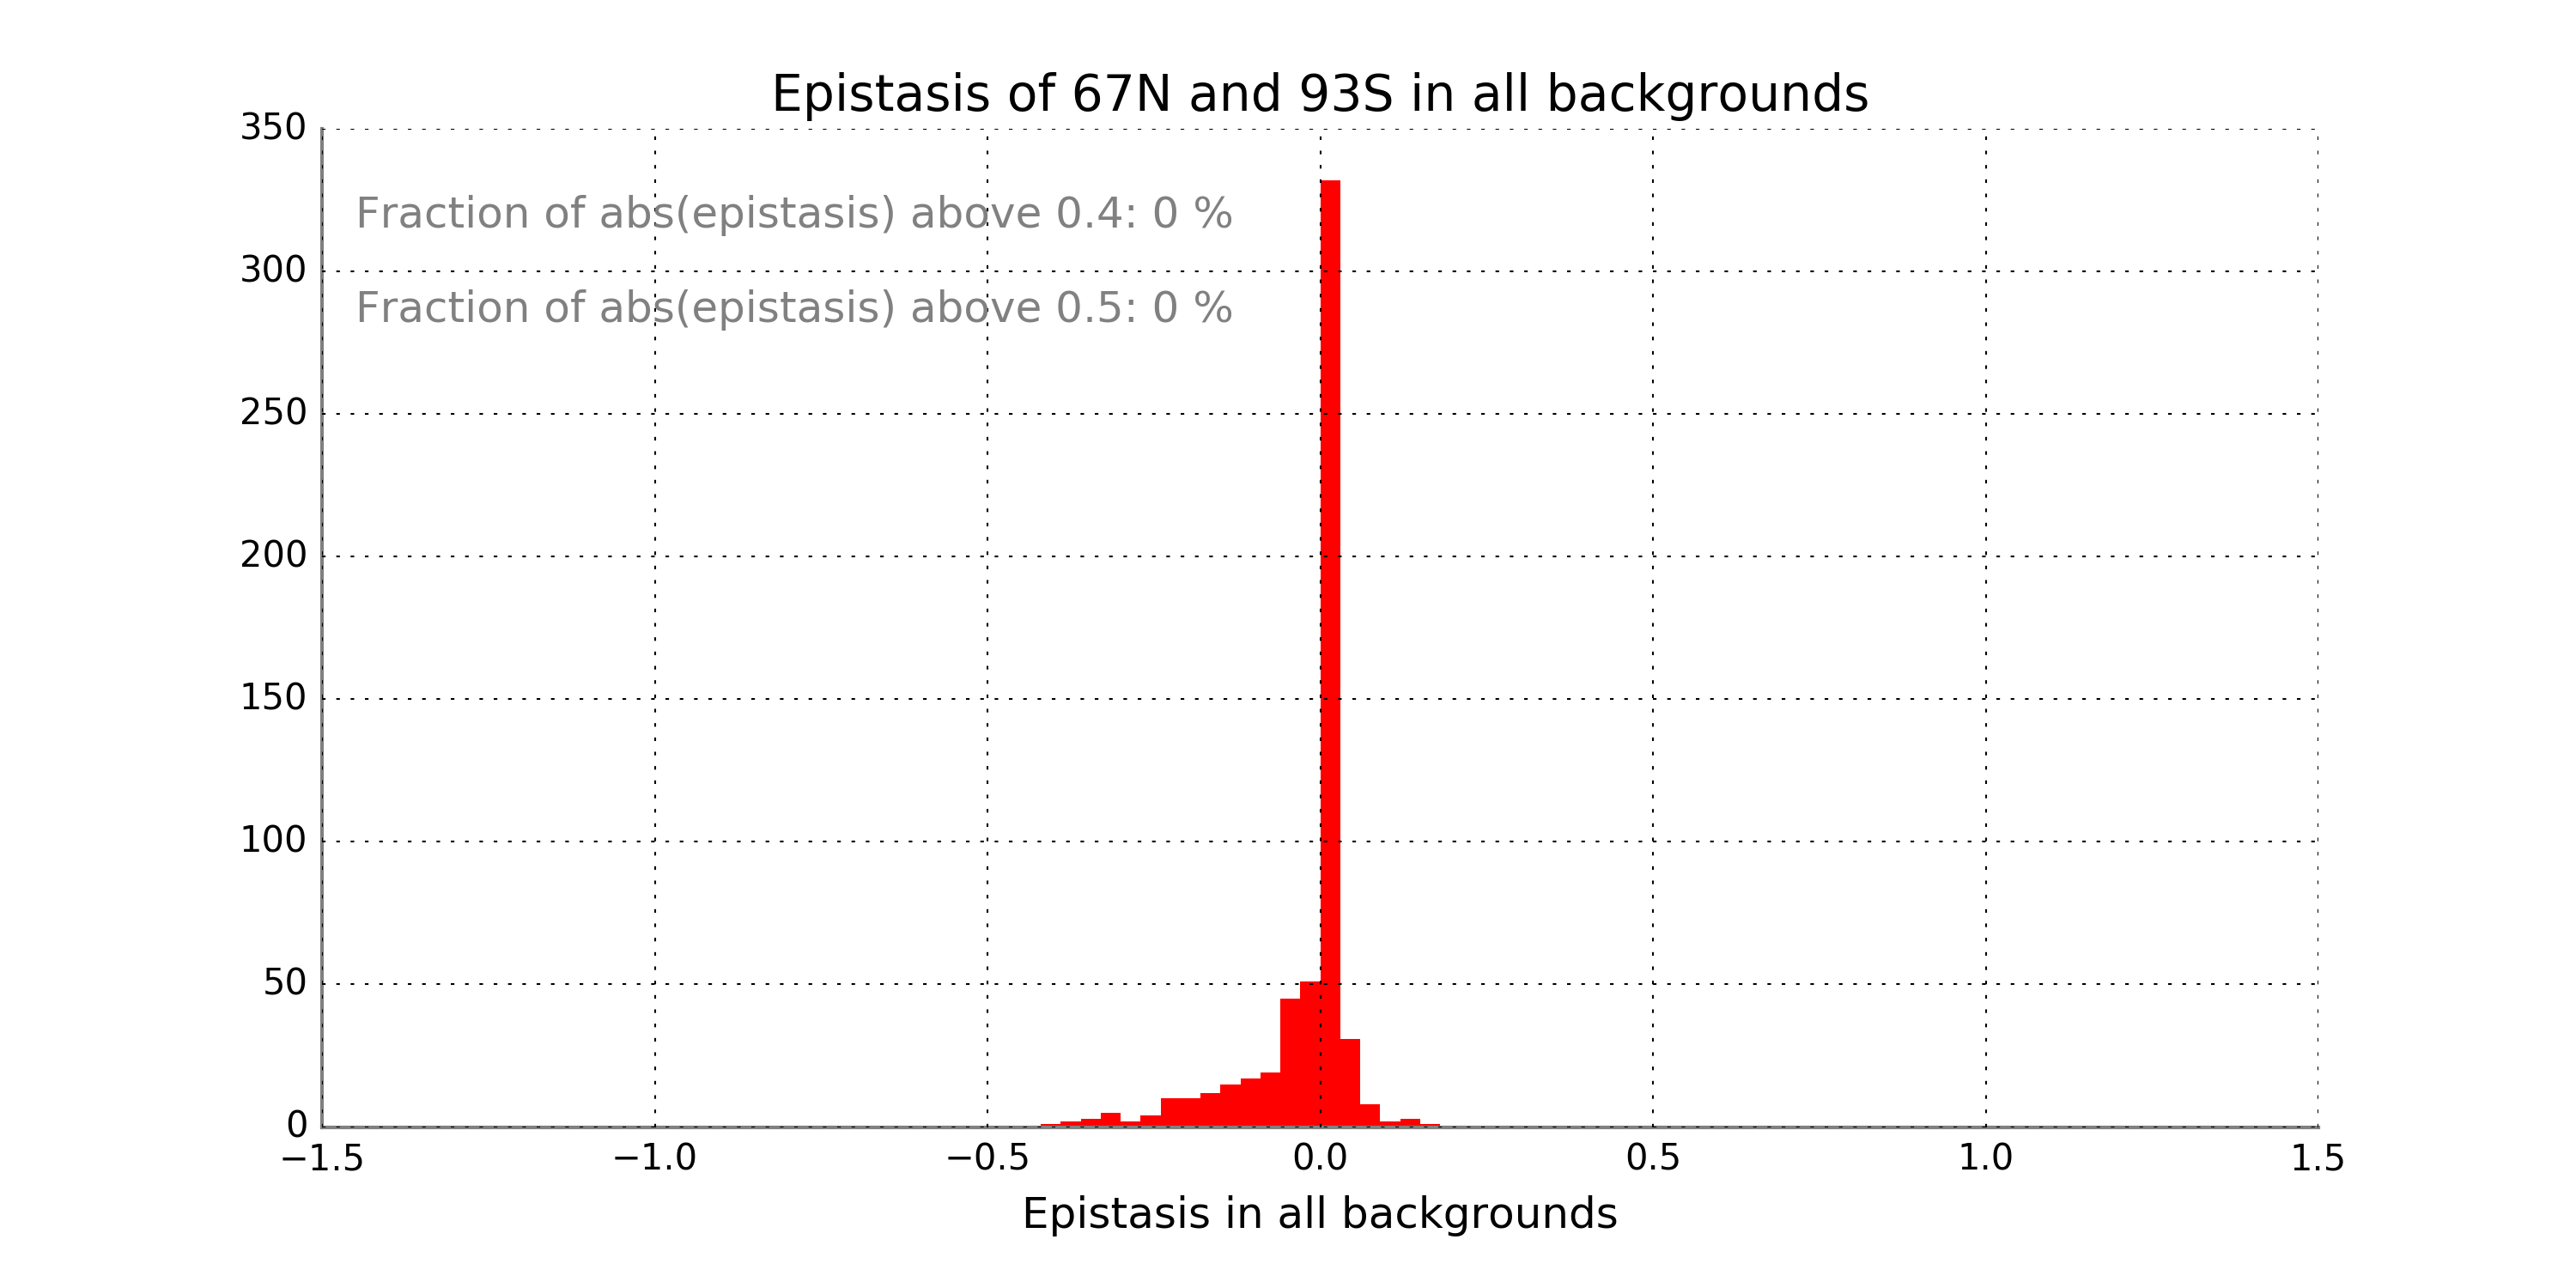 Epistasis of 67N and 93S in all backgrounds
350
300
250
200
150
100
50
0
Fraction of abs(epistasis) above 0.4: 0 %
Fraction of abs(epistasis) above 0.5: 0 %
−1.5 −1.0 −0.5 0.0 0.5 1.0 1.5
Epistasis in all backgrounds